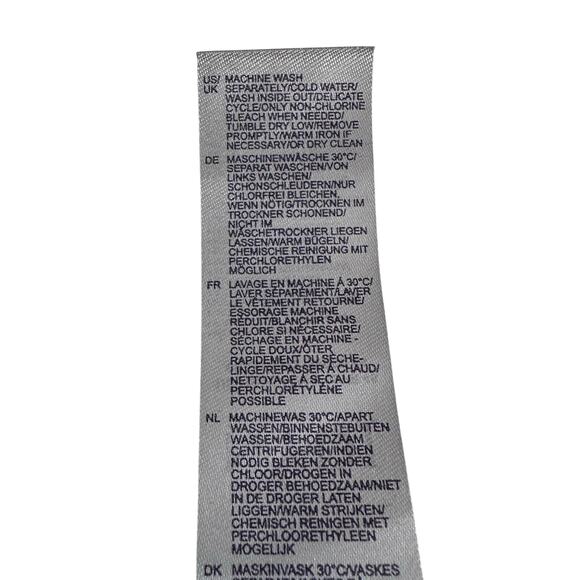 US/ MACHINE WASH
UK SEPARATELY/COLD WATER/
WASH INSIDE OUT/DELICATE
CYCLE/ONLY NON-CHLORINE
BLEACH WHEN NEEDED/
TUMBLE DRY LOW/REMOVE
PROMPTLY/WARM IRON IF
NECESSARY/OR DRY CLEAN
DE MASCHINENWÄSCHE 30°C/
SEPARAT WASCHEN/VON
LINKS WASCHEN/
SCHONSCHLEUDERN/NUR
CHLORFREI BLEICHEN,
WENN NÖTIG/TROCKNEN IM
TROCKNER SCHONEND/
NICHT IM
WÄSCHETROCKNER LIEGEN
LASSEN/WARM BÜGELN/
CHEMISCHE REINIGUNG MIT
PERCHLORETHYLEN
MÖGLICH
FR LAVAGE EN MACHINE Á 30°C/
LAVER SÉPARÉMENT/LAVER
LE VÊTEMENT RETOURNÉ/
ESSORAGE MACHINE
RÉDUIT/BLANCHIR SANS
CHLORE SI NÉCESSAIRE/
SÉCHAGE EN MACHINE -
CYCLE DOUX/ÔTER
RAPIDEMENT DU SÈCHE-
LINGE/REPASSER À CHAUD/
NETTOYAGE À SEC AU
PERCHLORÉTYLÈNE
POSSIBLE
NL MACHINEWAS 30°C/APART
WASSEN/BINNENSTEBUITEN
WASSEN/BEHOEDZAAM
CENTRIFUGEREN/INDIEN
NODIG BLEKEN ZONDER
CHLOOR/DROGEN IN
DROGER BEHOEDZAAM/NIET
IN DE DROGER LATEN
LIGGEN/WARM STRIJKEN/
CHEMISCH REINIGEN MET
PERCHLOORETHYLEEN
MOGELIJK
DK MASKINVASK 30°C/VASKES